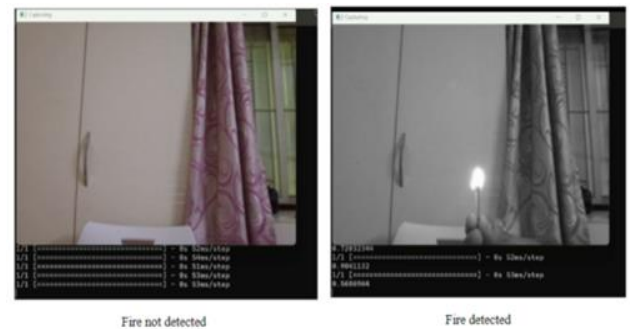 Capturing
1/1 [==============================] - 0s 52ms/step
1/1 [==============================] - 0s 54ms/step
1/1 [==============================] - 0s 51ms/step
1/1 [==============================] - 0s 53ms/step
1/1 [==============================] - 0s 53ms/step
Fire not detected
Capturing
1/1 [==============================] - 0s 52ms/step
1/1 [==============================] - 0s 53ms/step
Fire detected